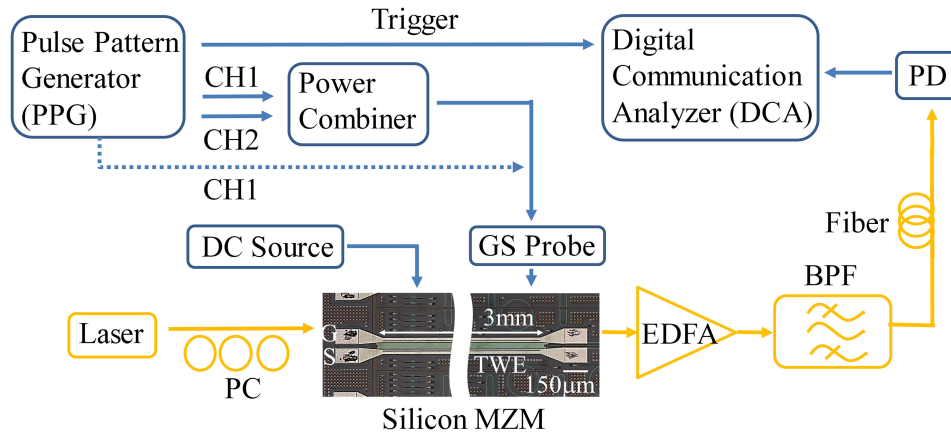 Pulse Pattern
Generator
(PPG)
Trigger
CH1
CH2
Power
Combiner
Digital
Communication
Analyzer (DCA)
PD
CH1
Fiber
DC Source
GS Probe
BPF
Laser
PC
G
S
3mm
TWE
150μm
EDFA
Silicon MZM